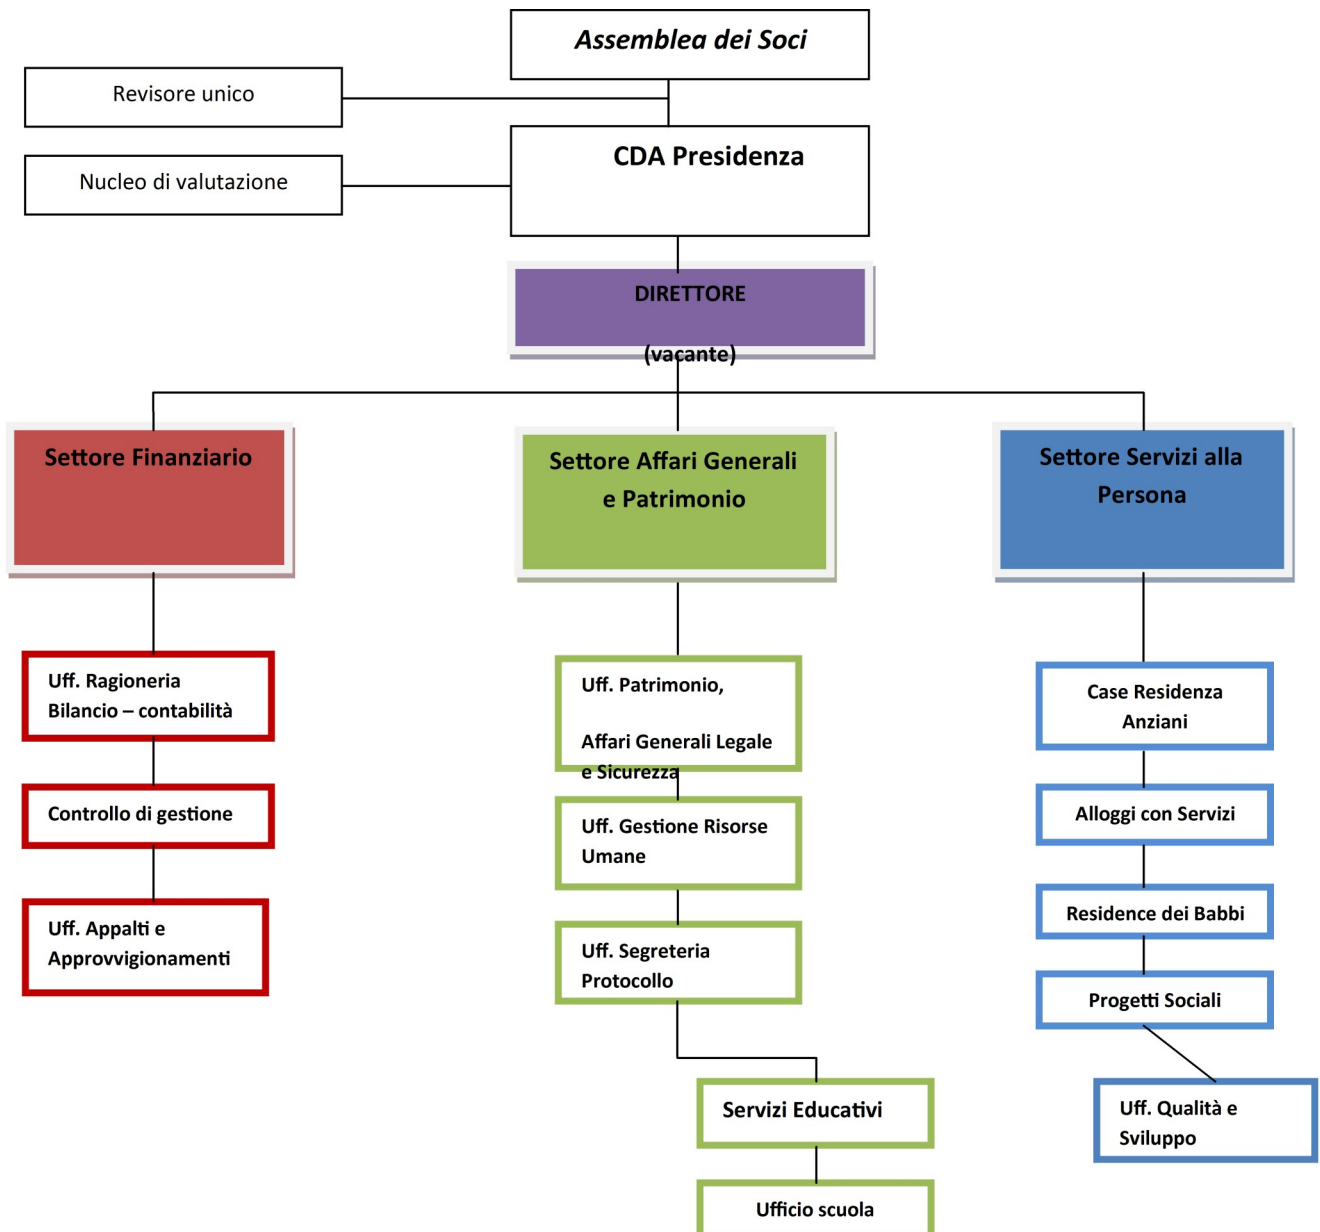 Assemblea dei Soci
Revisore unico
CDA Presidenza
Nucleo di valutazione
DIRETTORE
(vacante)
Settore Finanziario
Settore Affari Generali
e Patrimonio
Settore Servizi alla
Persona
Uff. Ragioneria
Bilancio – contabilità
Controllo di gestione
Uff. Appalti e
Approvvigionamenti
Uff. Patrimonio,
Affari Generali Legale
e Sicurezza
Uff. Gestione Risorse
Umane
Uff. Segreteria
Protocollo
Servizi Educativi
Ufficio scuola
Case Residenza
Anziani
Alloggi con Servizi
Residence dei Babbi
Progetti Sociali
Uff. Qualità e
Sviluppo